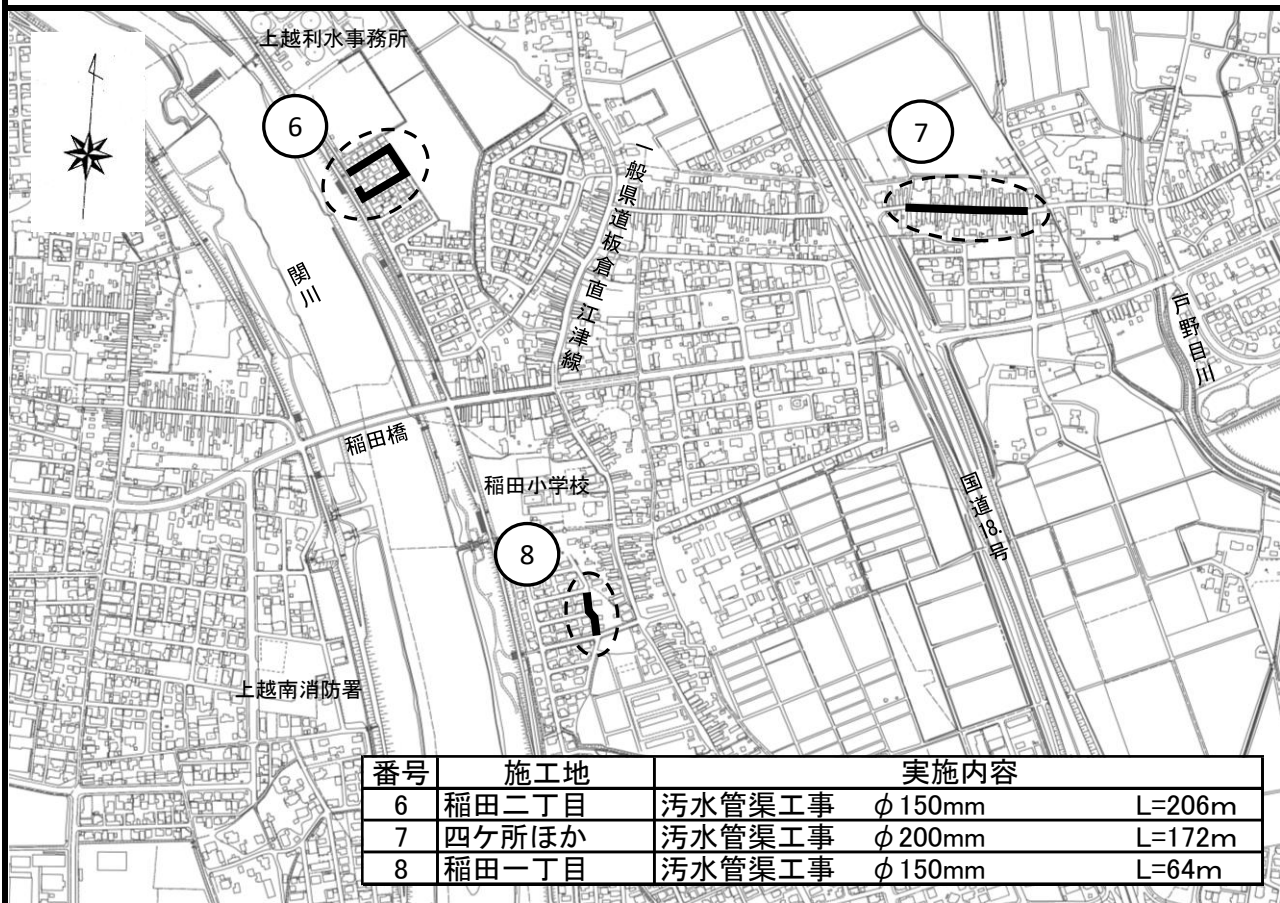 上越利水事務所
6
7
一般県道板倉直江津線
関川
戸野目川
稲田橋
稲田小学校
国道18号
8
上越南消防署
番号 施工地 実施内容
6 稲田二丁目 汚水管渠工事 φ150mm L=206m
7 四ケ所ほか 汚水管渠工事 φ200mm L=172m
8 稲田一丁目 汚水管渠工事 φ150mm L=64m